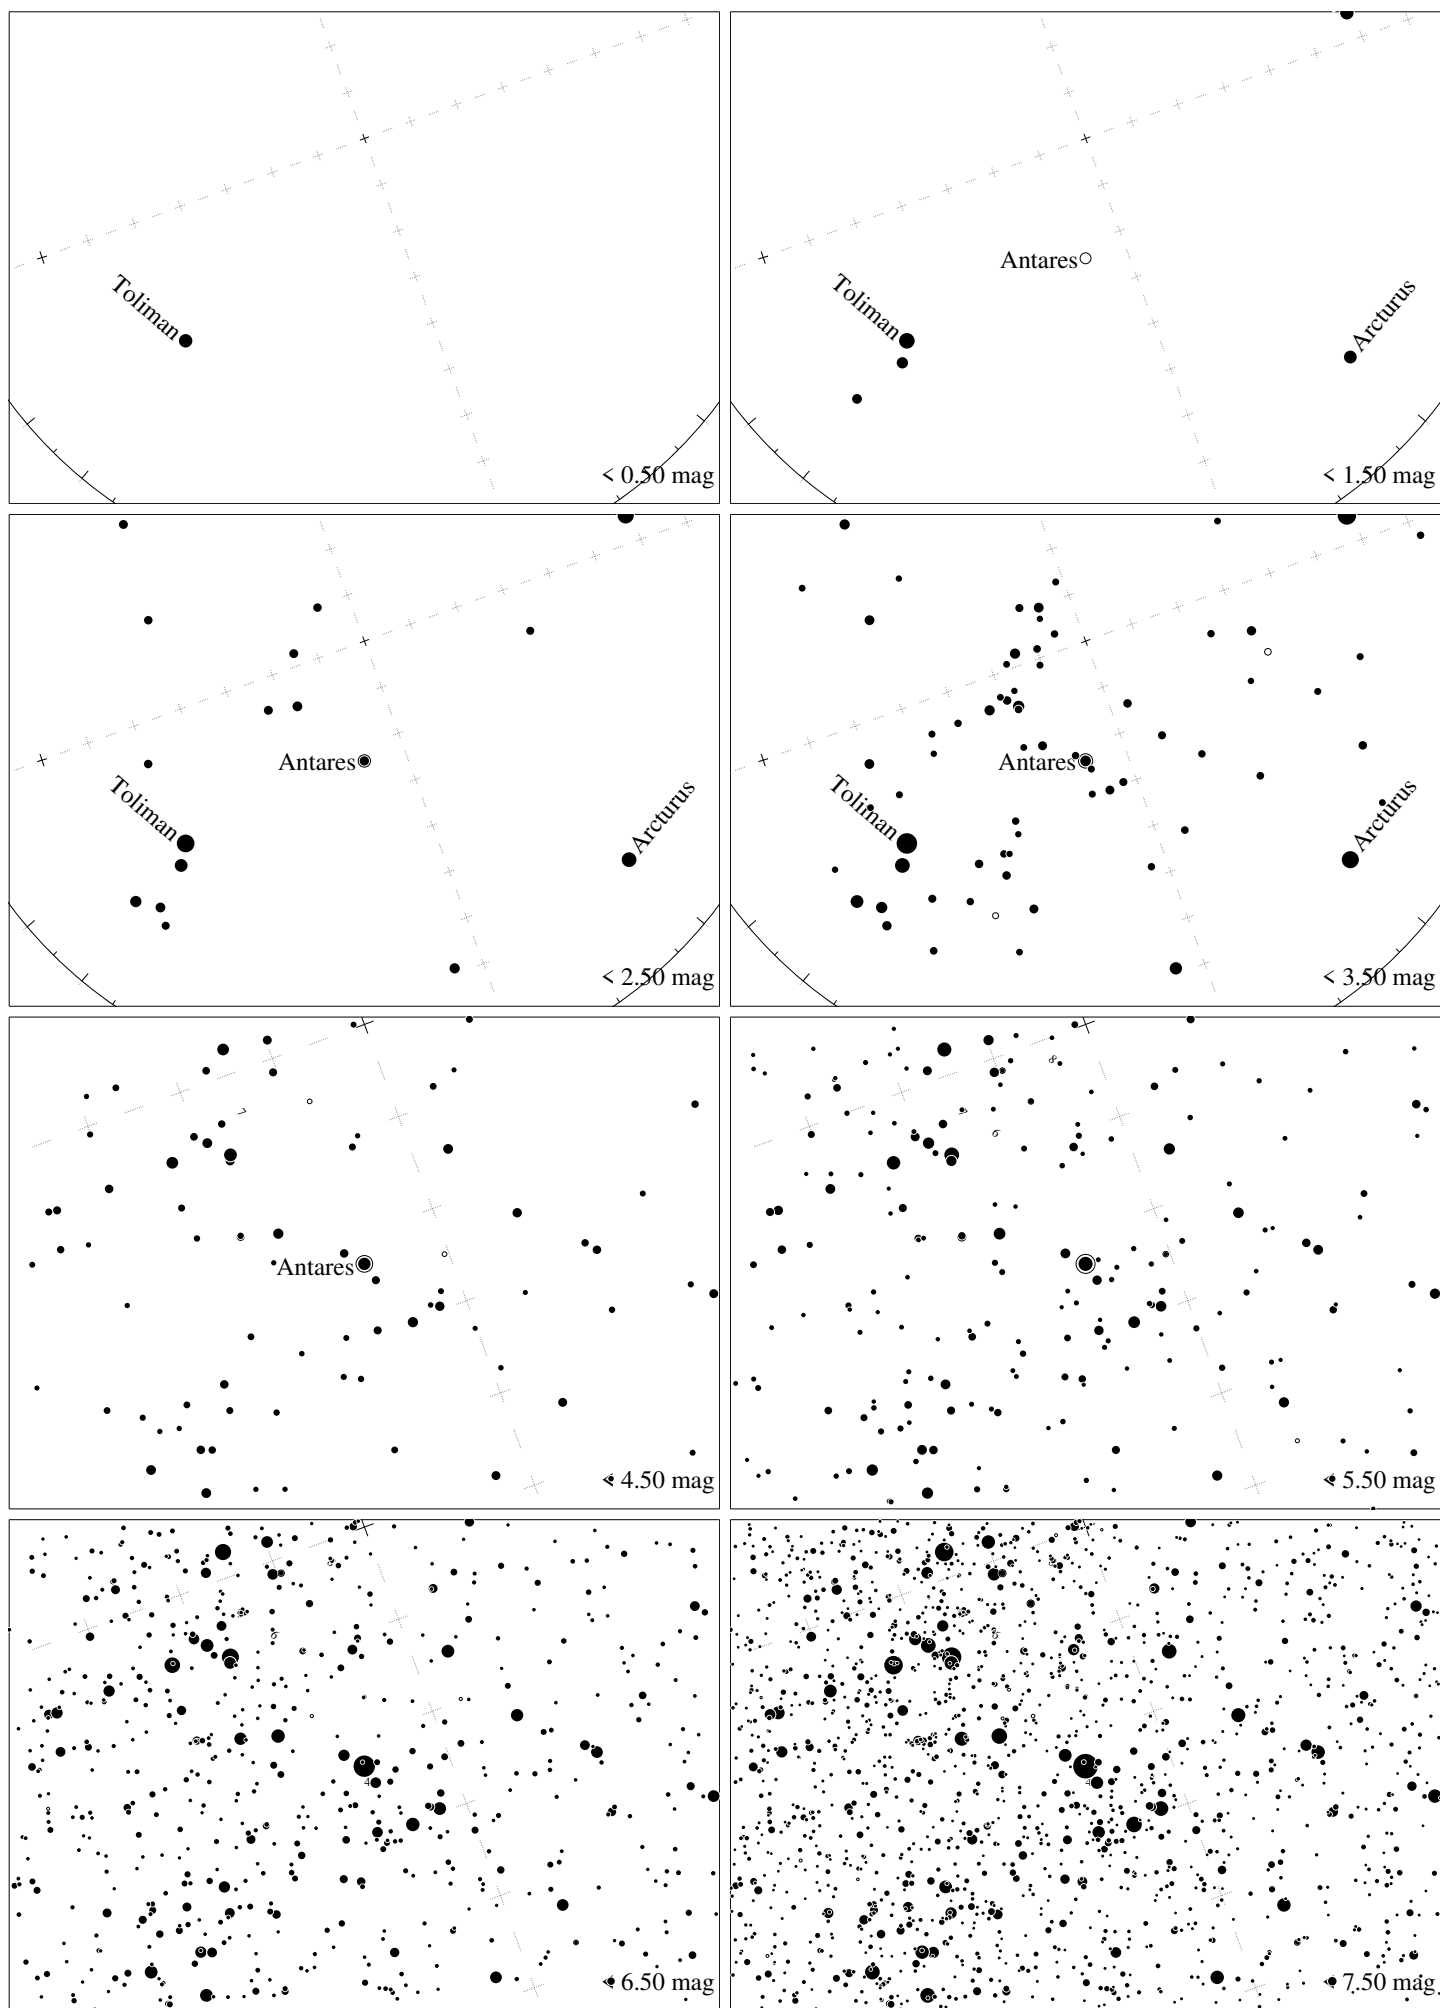 Toliman
< 0.50 mag
Antares
Toliman
Arcturus
< 1.50 mag
Antares
Toliman
Arcturus
< 2.50 mag
Antares
Toliman
Arcturus
< 3.50 mag
Antares
< 4.50 mag
< 5.50 mag
< 6.50 mag
< 7.50 mag